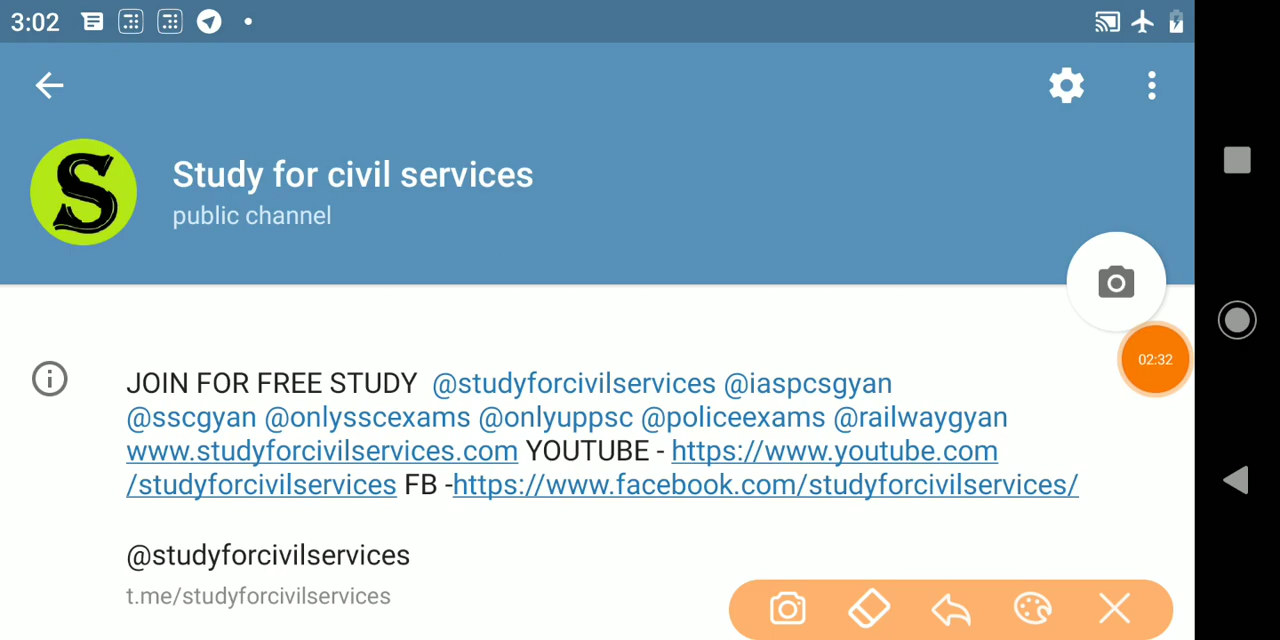 3:02
S
Study for civil services
public channel
02:32
JOIN FOR FREE STUDY @studyforcivilservices @iaspcsgyan
@sscgyan @onlysscexams @onlyuppsc @policeexams @railwaygyan
www.studyforcivilservices.com YOUTUBE - https://www.youtube.com
/studyforcivilservices FB -https://www.facebook.com/studyforcivilservices/
@studyforcivilservices
t.me/studyforcivilservices